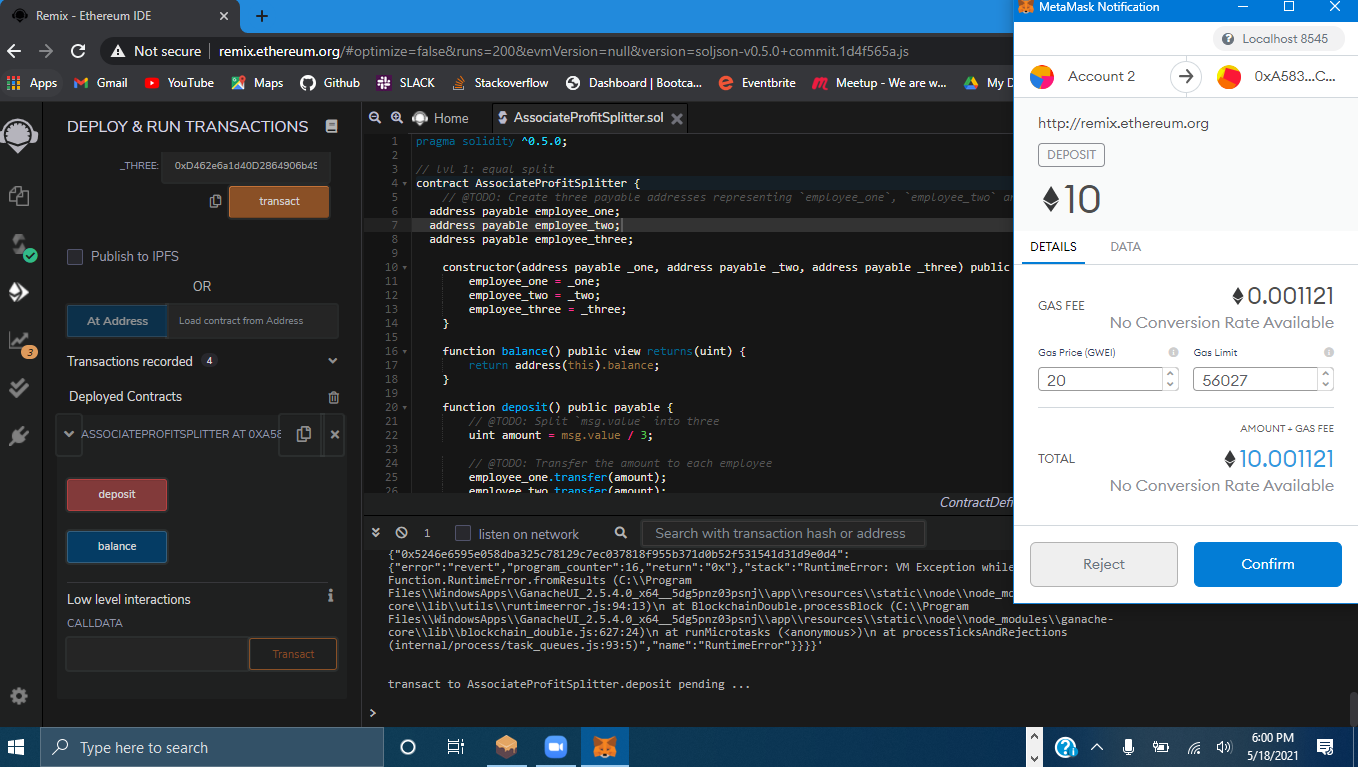 Remix - Ethereum IDE
MetaMask Notification
Not secure | remix.ethereum.org/#optimize=false&runs=200&evmVersion=null&version=soljson-v0.5.0+commit.1d4f565a.js
Apps Gmail YouTube Maps Github SLACK Stackoverflow Dashboard | Bootca... Eventbrite Meetup - We are w... My D
DEPLOY & RUN TRANSACTIONS
_THREE: 0xD462e6a1d40D2864906b49
transact
Publish to IPFS
OR
At Address Load contract from Address
Transactions recorded 4
3
Deployed Contracts
ASSOCIATEPROFITSPLITTER AT 0XA58
deposit
balance
Low level interactions
CALLDATA
Transact
Home AssociateProfitSplitter.sol
1 pragma solidity ^0.5.0;
2
3 // lvl 1: equal split
4 contract AssociateProfitSplitter {
5 // @TODO: Create three payable addresses representing `employee_one`, `employee_two` an
6 address payable employee_one;
7 address payable employee_two;
8 address payable employee_three;
9
10 constructor(address payable _one, address payable _two, address payable _three) public
11 employee_one = _one;
12 employee_two = _two;
13 employee_three = _three;
14 }
15
16 function balance() public view returns(uint) {
17 return address(this).balance;
18 }
19
20 function deposit() public payable {
21 // @TODO: Split `msg.value` into three
22 uint amount = msg.value / 3;
23
24 // @TODO: Transfer the amount to each employee
25 employee_one.transfer(amount);
26 employee_two.transfer(amount);
ContractDefi
1 listen on network Search with transaction hash or address
{"0x5246e6595e058dba325c78129c7ec037818f955b371d0b52f531541d31d9e0d4":
{"error":"revert","program_counter":16,"return":"0x"},"stack":"RuntimeError: VM Exception while
Function.RuntimeError.fromResults (C:\\Program
Files\\WindowsApps\\GanacheUI_2.5.4.0_x64__5dg5pnz03psnj\\app\\resources\\static\\node\\node_mod
core\\lib\\utils\\runtimeerror.js:94:13)\n at BlockchainDouble.processBlock (C:\\Program
Files\\WindowsApps\\GanacheUI_2.5.4.0_x64__5dg5pnz03psnj\\app\\resources\\static\\node\\node_modules\\ganache-
core\\lib\\blockchain_double.js:627:24)\n at runMicrotasks (<anonymous>)\n at processTicksAndRejections
(internal/process/task_queues.js:93:5)","name":"RuntimeError"}}}}'
transact to AssociateProfitSplitter.deposit pending ...
>
Localhost 8545
Account 2 0xA583...C...
http://remix.ethereum.org
DEPOSIT
10
DETAILS DATA
GAS FEE 0.001121
No Conversion Rate Available
Gas Price (GWEI) Gas Limit
20 56027
AMOUNT + GAS FEE
TOTAL 10.001121
No Conversion Rate Available
Reject Confirm
Type here to search
6:00 PM
5/18/2021